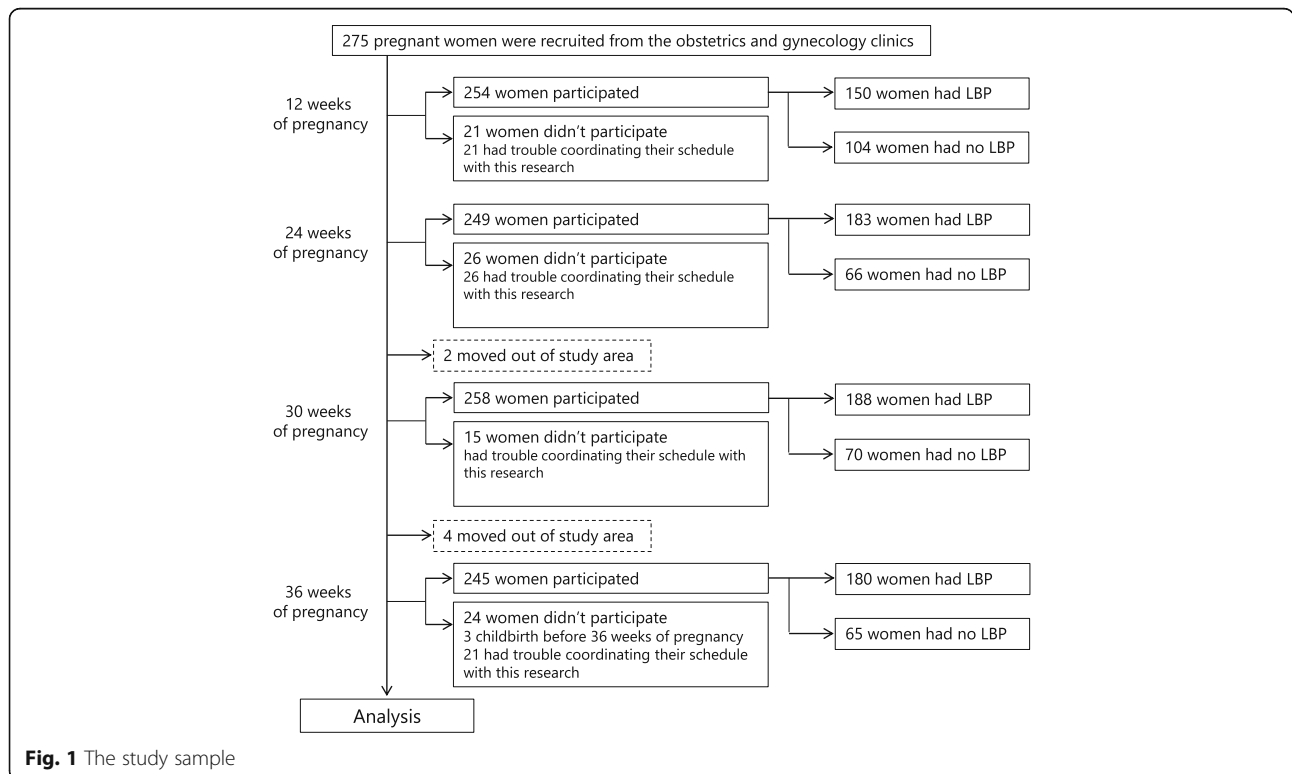 275 pregnant women were recruited from the obstetrics and gynecology clinics
12 weeks
of pregnancy
254 women participated
21 women didn't participate
21 had trouble coordinating their schedule
with this research
150 women had LBP
104 women had no LBP
24 weeks
of pregnancy
249 women participated
26 women didn't participate
26 had trouble coordinating their schedule
with this research
183 women had LBP
66 women had no LBP
2 moved out of study area
30 weeks
of pregnancy
258 women participated
15 women didn't participate
had trouble coordinating their schedule with
this research
188 women had LBP
70 women had no LBP
4 moved out of study area
36 weeks
of pregnancy
245 women participated
24 women didn't participate
3 childbirth before 36 weeks of pregnancy
21 had trouble coordinating their schedule
with this research
180 women had LBP
65 women had no LBP
Analysis
Fig. 1 The study sample